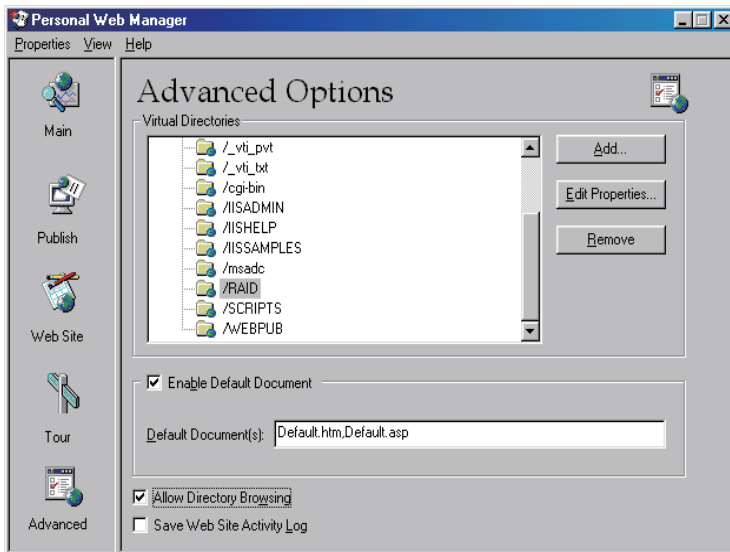 Personal Web Manager
Properties View Help
Main
Publish
Web Site
Tour
Advanced
Advanced Options
Virtual Directories
/_vti_pvt
/_vti_txt
/cgi-bin
/IISADMIN
/IISHELP
/IISSAMPLES
/msadc
/RAID
/SCRIPTS
/WEBPUB
Add...
Edit Properties...
Remove
Enable Default Document
Default Document(s): Default.htm,Default.asp
Allow Directory Browsing
Save Web Site Activity Log